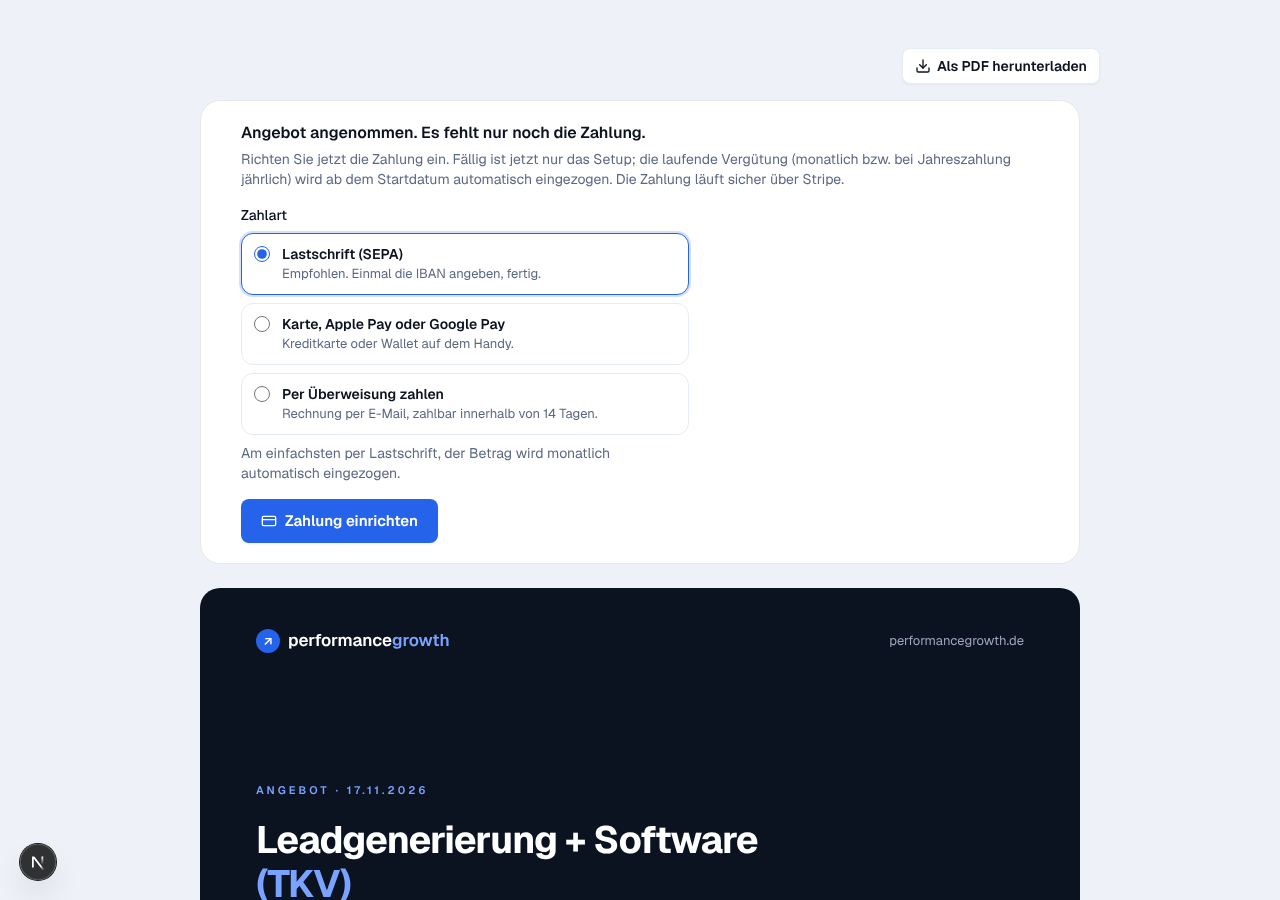 Als PDF herunterladen
Angebot angenommen. Es fehlt nur noch die Zahlung.
Richten Sie jetzt die Zahlung ein. Fällig ist jetzt nur das Setup; die laufende Vergütung (monatlich bzw. bei Jahreszahlung
jährlich) wird ab dem Startdatum automatisch eingezogen. Die Zahlung läuft sicher über Stripe.
Zahlart
Lastschrift (SEPA)
Empfohlen. Einmal die IBAN angeben, fertig.
Karte, Apple Pay oder Google Pay
Kreditkarte oder Wallet auf dem Handy.
Per Überweisung zahlen
Rechnung per E-Mail, zahlbar innerhalb von 14 Tagen.
Am einfachsten per Lastschrift, der Betrag wird monatlich
automatisch eingezogen.
Zahlung einrichten
performancegrowth
performancegrowth.de
ANGEBOT · 17.11.2026
Leadgenerierung + Software
(TKV)
N